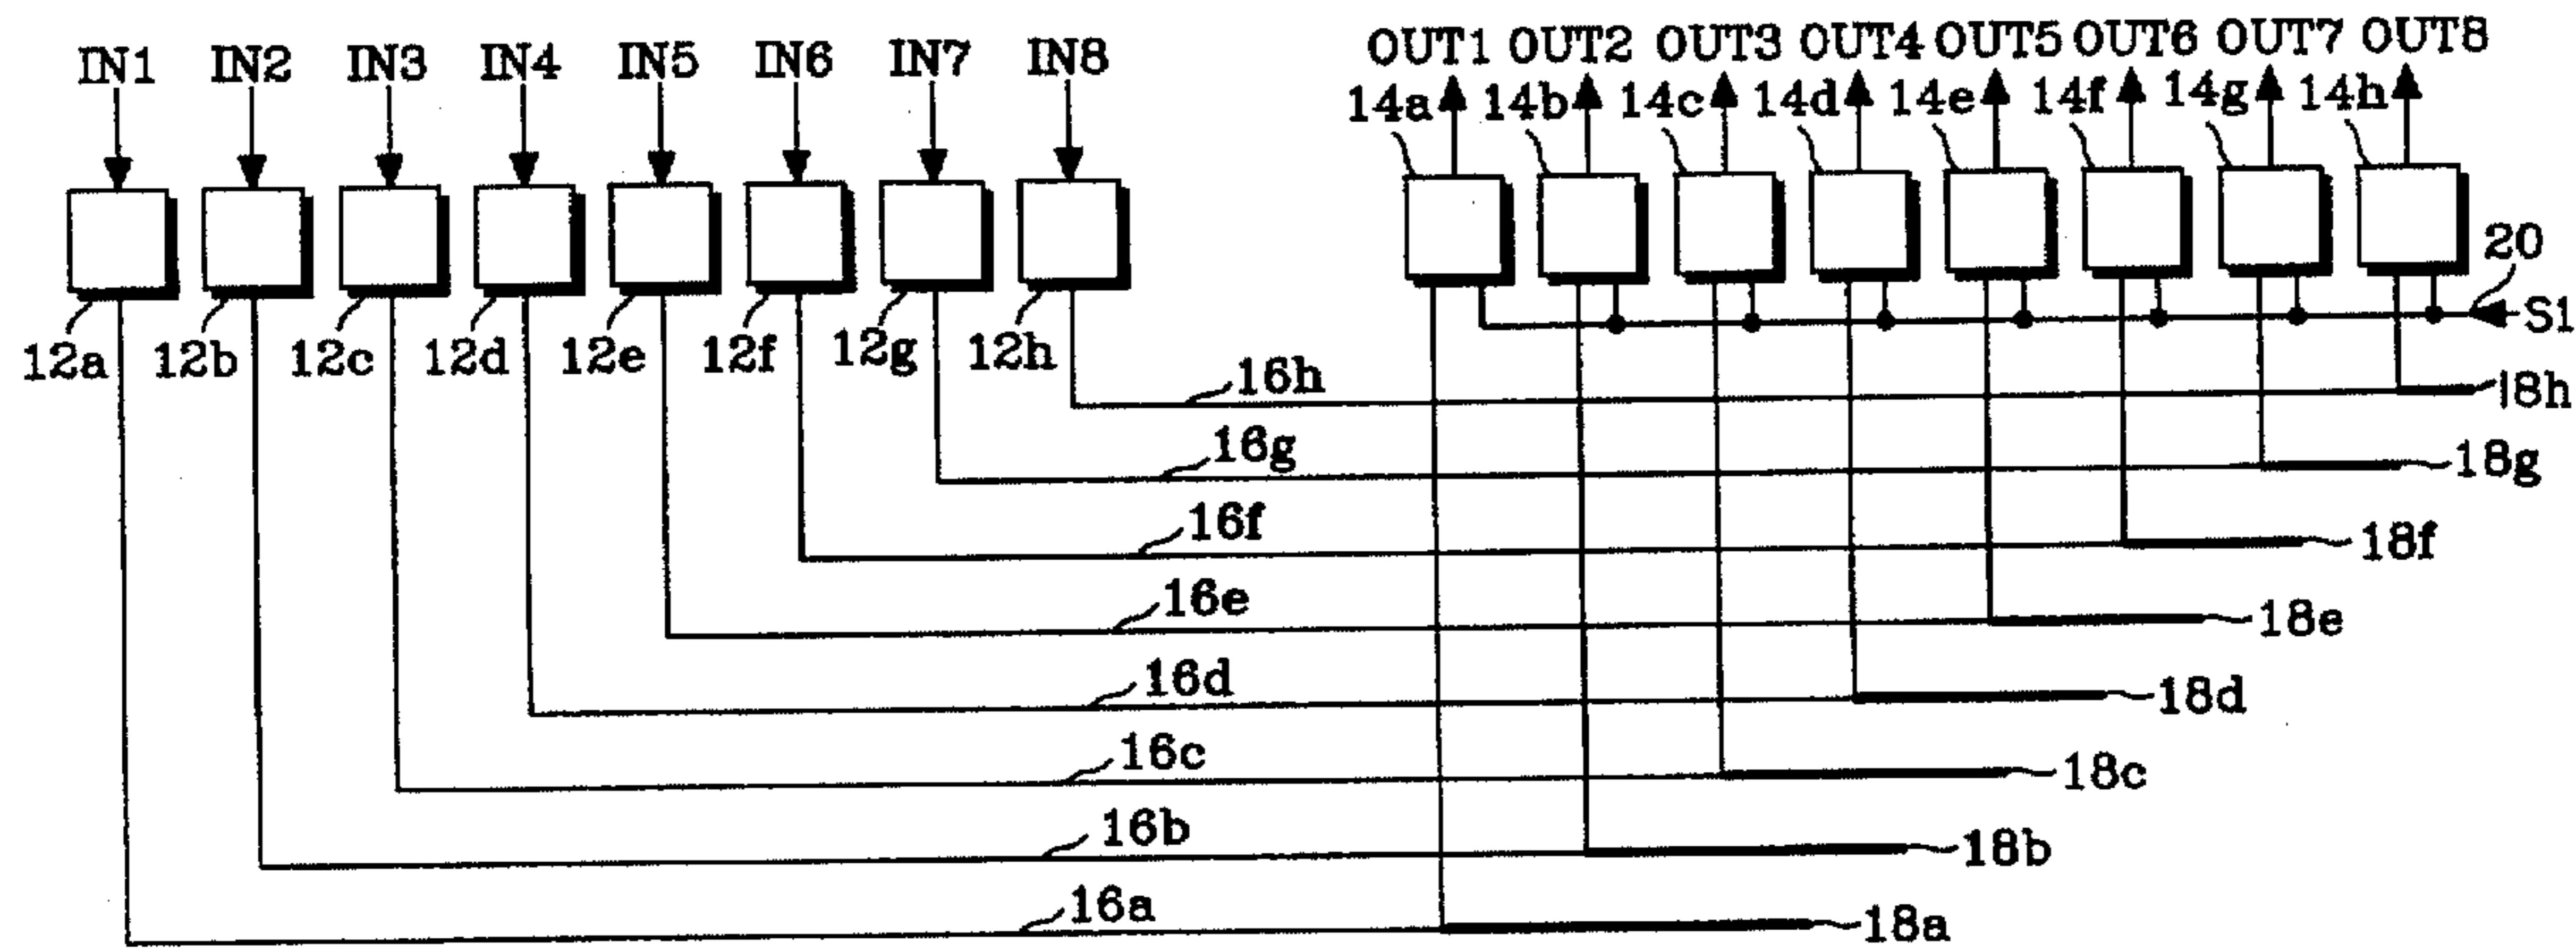 IN1 IN2 IN3 IN4 IN5 IN6 IN7 IN8
OUT1 OUT2 OUT3 OUT4 OUT5 OUT6 OUT7 OUT8
14a 14b 14c 14d 14e 14f 14g 14h
20
S1
12a 12b 12c 12d 12e 12f 12g 12h
16h
18h
16g
18g
16f
18f
16e
18e
16d
18d
16c
18c
16b
18b
16a
18a